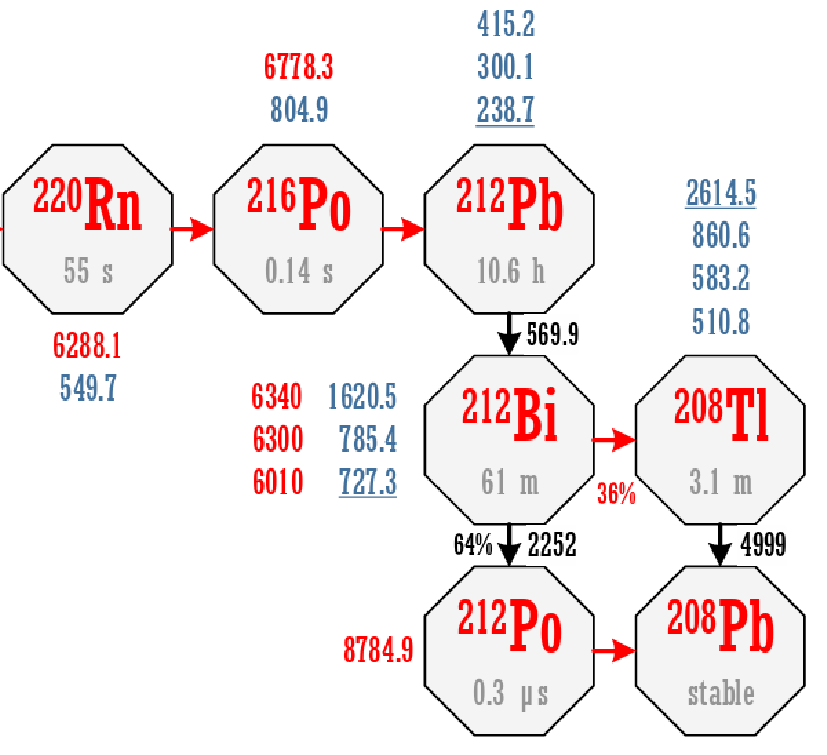 415.2
6778.3 300.1
804.9 238.7
220Rn 216Po 212Pb 2614.5
860.6
55 s 0.14 s 10.6 h 583.2
510.8
6288.1 569.9
549.7
6340 1620.5 212Bi 208Tl
6300 785.4
6010 727.3 61 m 36% 3.1 m
64% 2252 4999
8784.9 212Po 208Pb
0.3 µs stable